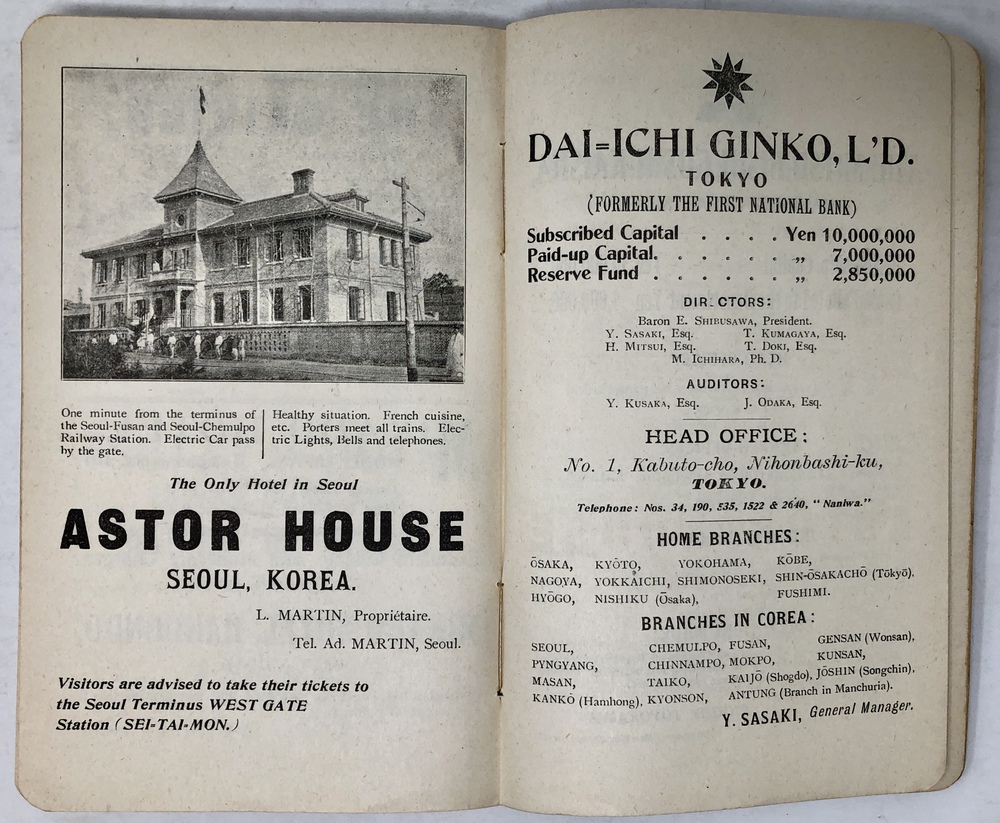 One minute from the terminus of
the Seoul-Fusan and Seoul-Chemulpo
Railway Station. Electric Car pass
by the gate.
Healthy situation. French cuisine,
etc. Porters meet all trains. Elec-
tric Lights, Bells and telephones.
The Only Hotel in Seoul
ASTOR HOUSE
SEOUL, KOREA.
L. MARTIN, Propriétaire.
Tel. Ad. MARTIN, Seoul.
Visitors are advised to take their tickets to
the Seoul Terminus WEST GATE
Station (SEI-TAI-MON.)
DAI=ICHI GINKO, L'D.
TOKYO
(FORMERLY THE FIRST NATIONAL BANK)
Subscribed Capital . . . . Yen 10,000,000
Paid-up Capital. . . . . . „ 7,000,000
Reserve Fund . . . . . . „ 2,850,000
DIR.CTORS:
Baron E. SHIBUSAWA, President.
Y. SASAKI, Esq. T. KUMAGAYA, Esq.
H. MITSUI, Esq. T. DOKI, Esq.
M. ICHIHARA, Ph. D.
AUDITORS:
Y. KUSAKA, Esq. J. ODAKA, Esq.
HEAD OFFICE:
No. 1, Kabuto-cho, Nihonbashi-ku,
TOKYO.
Telephone: Nos. 34, 190, 535, 1522 & 2640, "Naniwa."
HOME BRANCHES:
ŌSAKA, KYŌTO, YOKOHAMA, KŌBE,
NAGOYA, YOKKAICHI, SHIMONOSEKI, SHIN-ŌSAKACHŌ (Tōkyō),
HYŌGO, NISHIKU (Ōsaka), FUSHIMI.
BRANCHES IN COREA:
SEOUL, CHEMULPO, FUSAN, GENSAN (Wonsan),
PYNGYANG, CHINNAMPO, MOKPO, KUNSAN,
MASAN, TAIKO, KAIJŌ (Shogdo), JŌSHIN (Songchin),
KANKŌ (Hamhong), KYONSON, ANTUNG (Branch in Manchuria).
Y. SASAKI, General Manager.